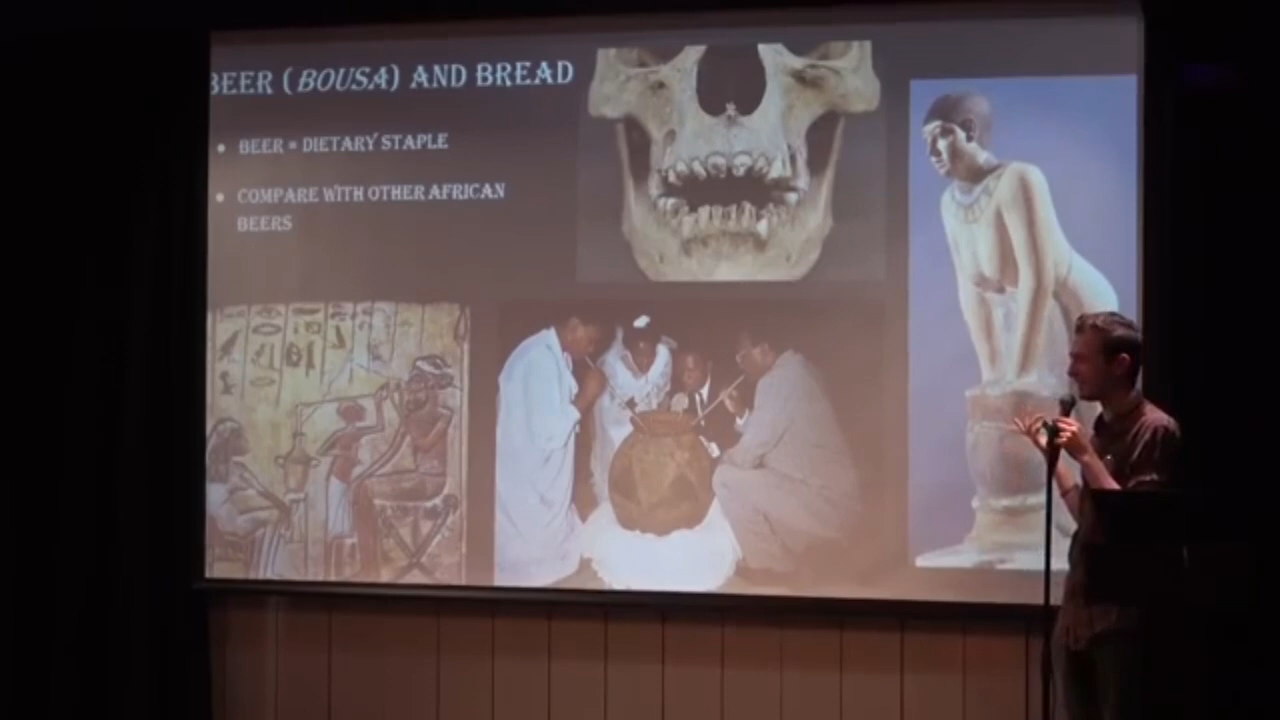 BEER (BOUSA) AND BREAD
• BEER = DIETARY STAPLE
• COMPARE WITH OTHER AFRICAN
BEERS